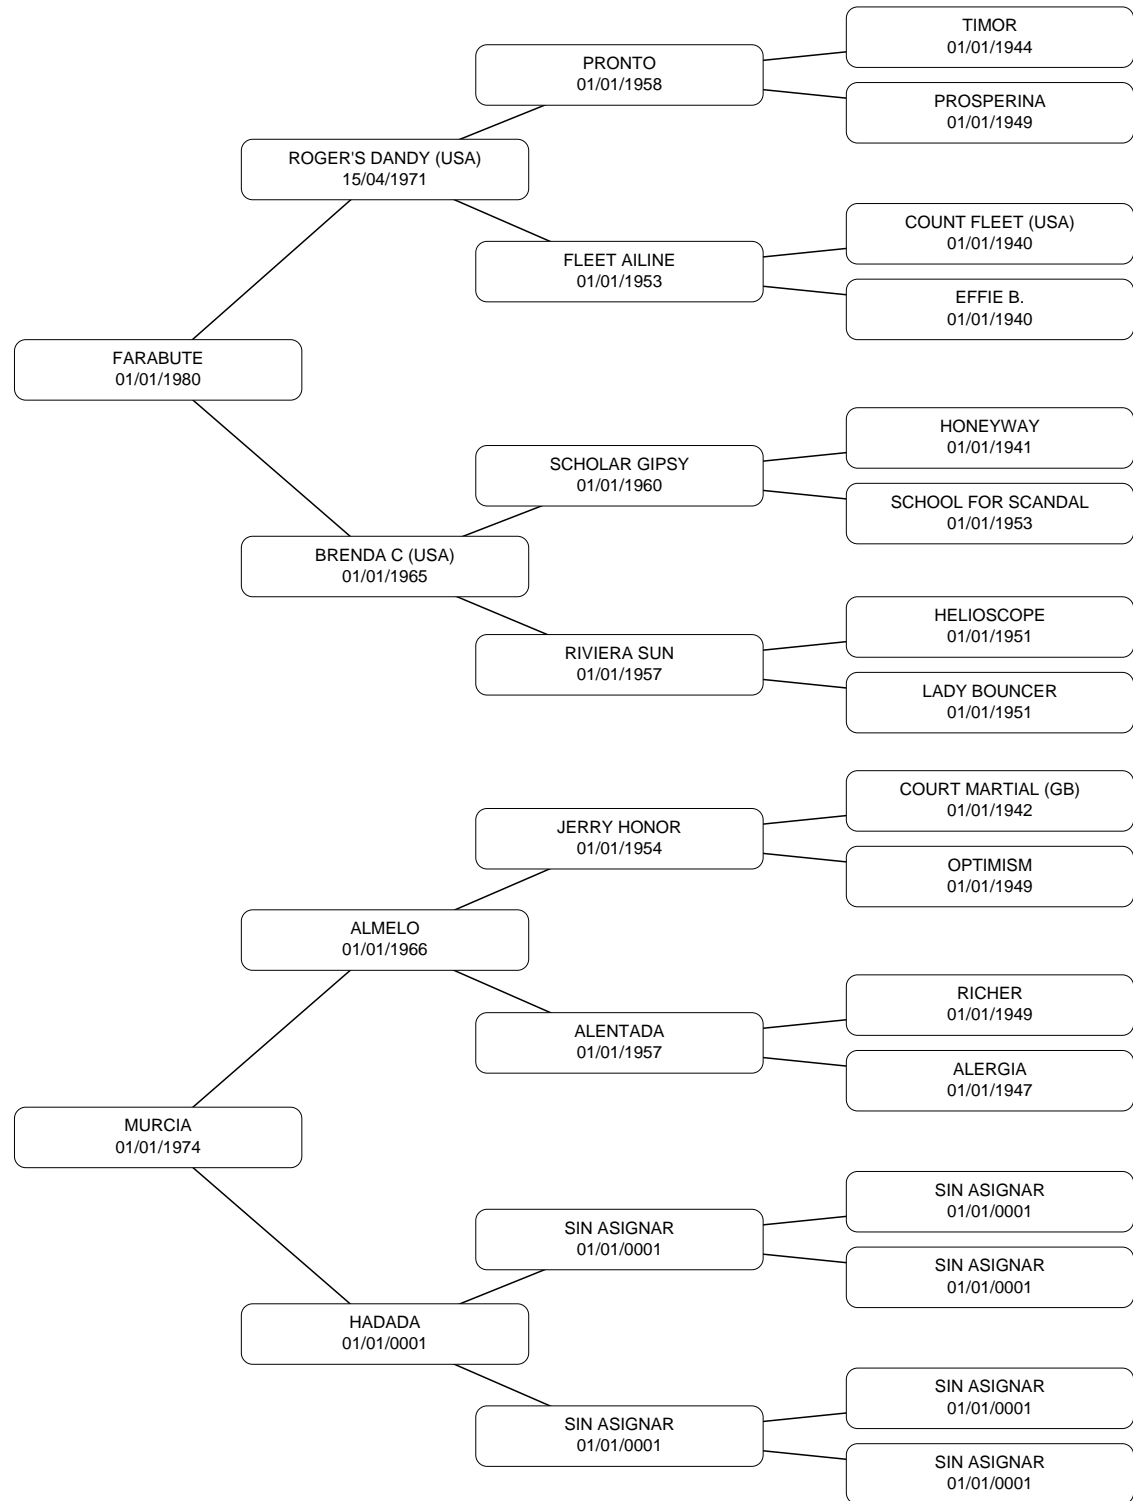 TIMOR
01/01/1944
PRONTO
01/01/1958
PROSPERINA
01/01/1949
ROGER'S DANDY (USA)
15/04/1971
COUNT FLEET (USA)
01/01/1940
FLEET AILINE
01/01/1953
EFFIE B.
01/01/1940
FARABUTE
01/01/1980
HONEYWAY
01/01/1941
SCHOLAR GIPSY
01/01/1960
SCHOOL FOR SCANDAL
01/01/1953
BRENDA C (USA)
01/01/1965
HELIOSCOPE
01/01/1951
RIVIERA SUN
01/01/1957
LADY BOUNCER
01/01/1951
COURT MARTIAL (GB)
01/01/1942
JERRY HONOR
01/01/1954
OPTIMISM
01/01/1949
ALMELO
01/01/1966
RICHER
01/01/1949
ALENTADA
01/01/1957
ALERGIA
01/01/1947
MURCIA
01/01/1974
SIN ASIGNAR
01/01/0001
SIN ASIGNAR
01/01/0001
SIN ASIGNAR
01/01/0001
HADADA
01/01/0001
SIN ASIGNAR
01/01/0001
SIN ASIGNAR
01/01/0001
SIN ASIGNAR
01/01/0001